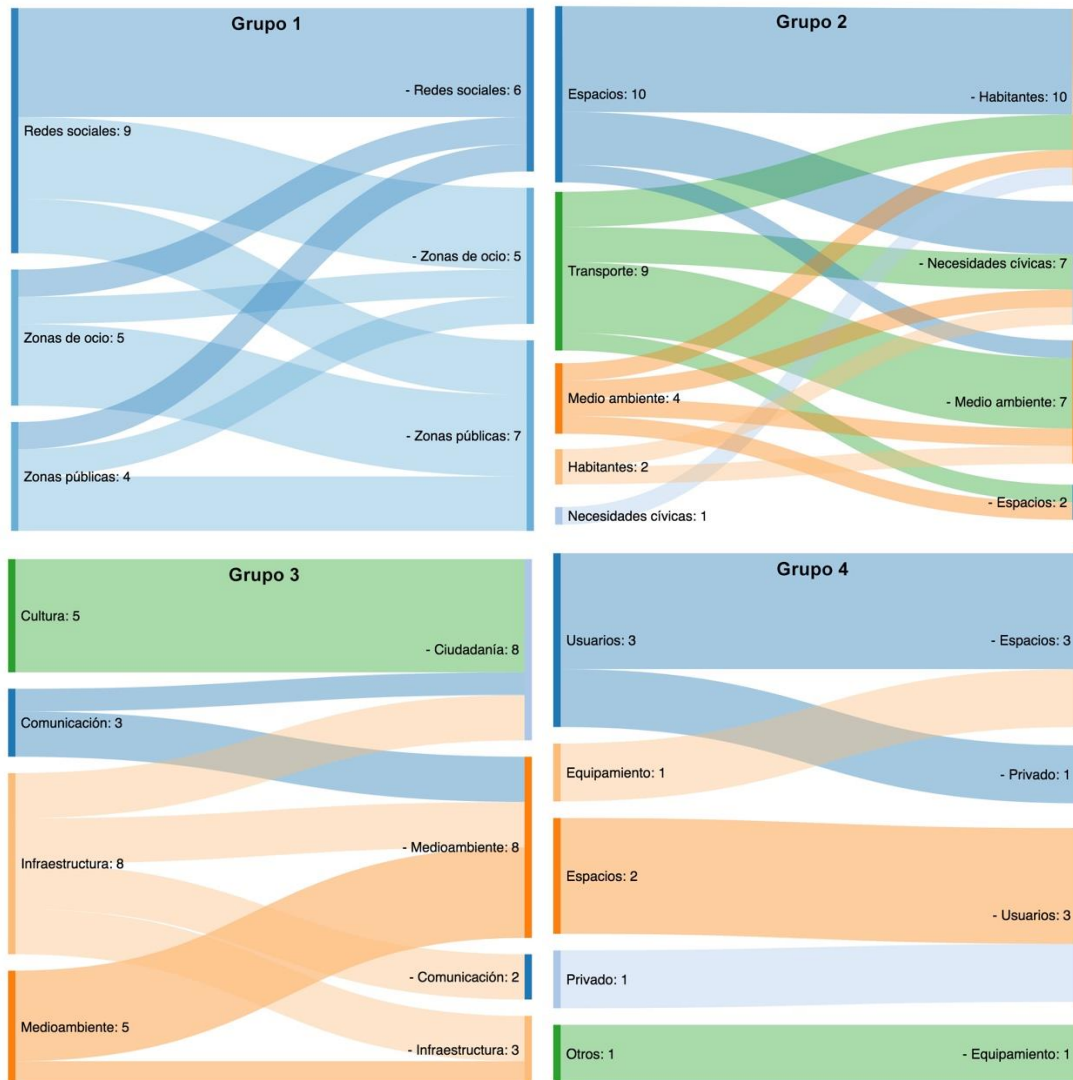 Grupo 1
- Redes sociales: 6
Redes sociales: 9
- Zonas de ocio: 5
Zonas de ocio: 5
- Zonas públicas: 7
Zonas públicas: 4
Grupo 2
Espacios: 10
- Habitantes: 10
- Necesidades cívicas: 7
Transporte: 9
Medio ambiente: 4
- Medio ambiente: 7
Habitantes: 2
- Espacios: 2
Necesidades cívicas: 1
Grupo 3
Cultura: 5
- Ciudadanía: 8
Comunicación: 3
- Medioambiente: 8
Infraestructura: 8
- Comunicación: 2
Medioambiente: 5
- Infraestructura: 3
Grupo 4
Usuarios: 3
- Espacios: 3
Equipamiento: 1
- Privado: 1
Espacios: 2
- Usuarios: 3
Privado: 1
Otros: 1
- Equipamiento: 1